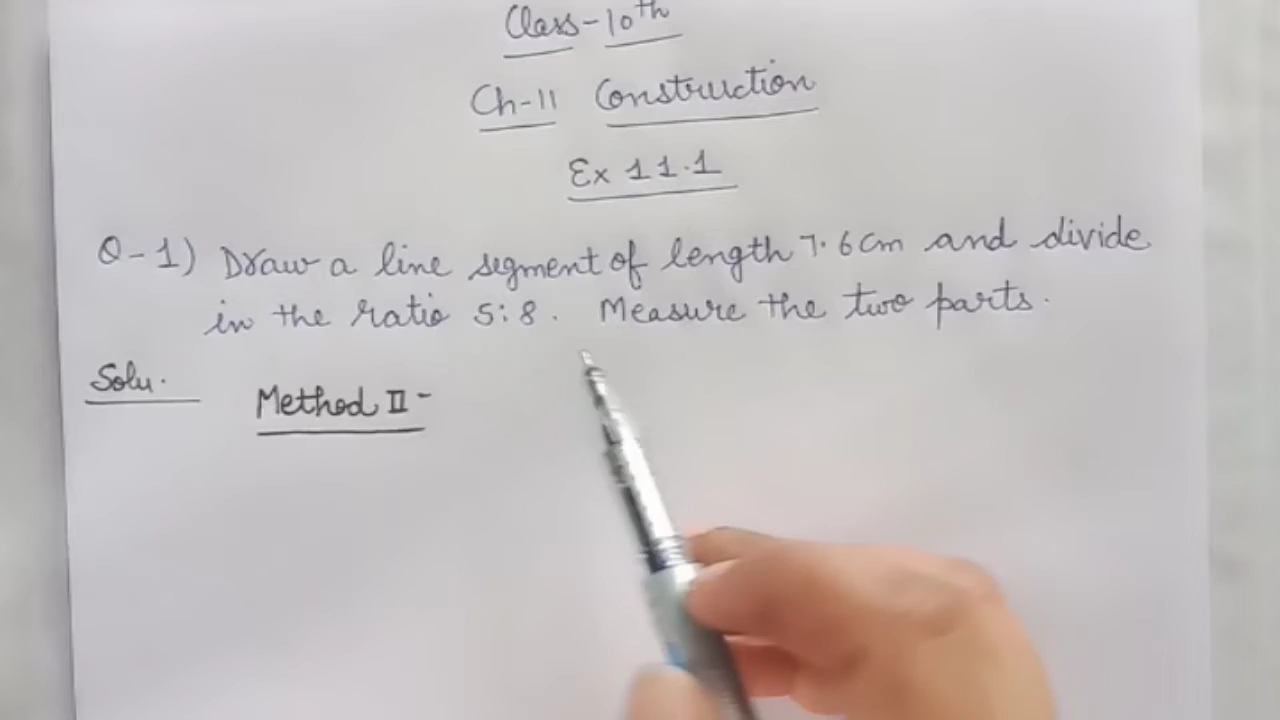 Class-10th
Ch-11 Construction
Ex 11.1
Q-1) Draw a line segment of length 7.6cm and divide
in the ratio 5:8. Measure the two parts.
Solu.
Method II-